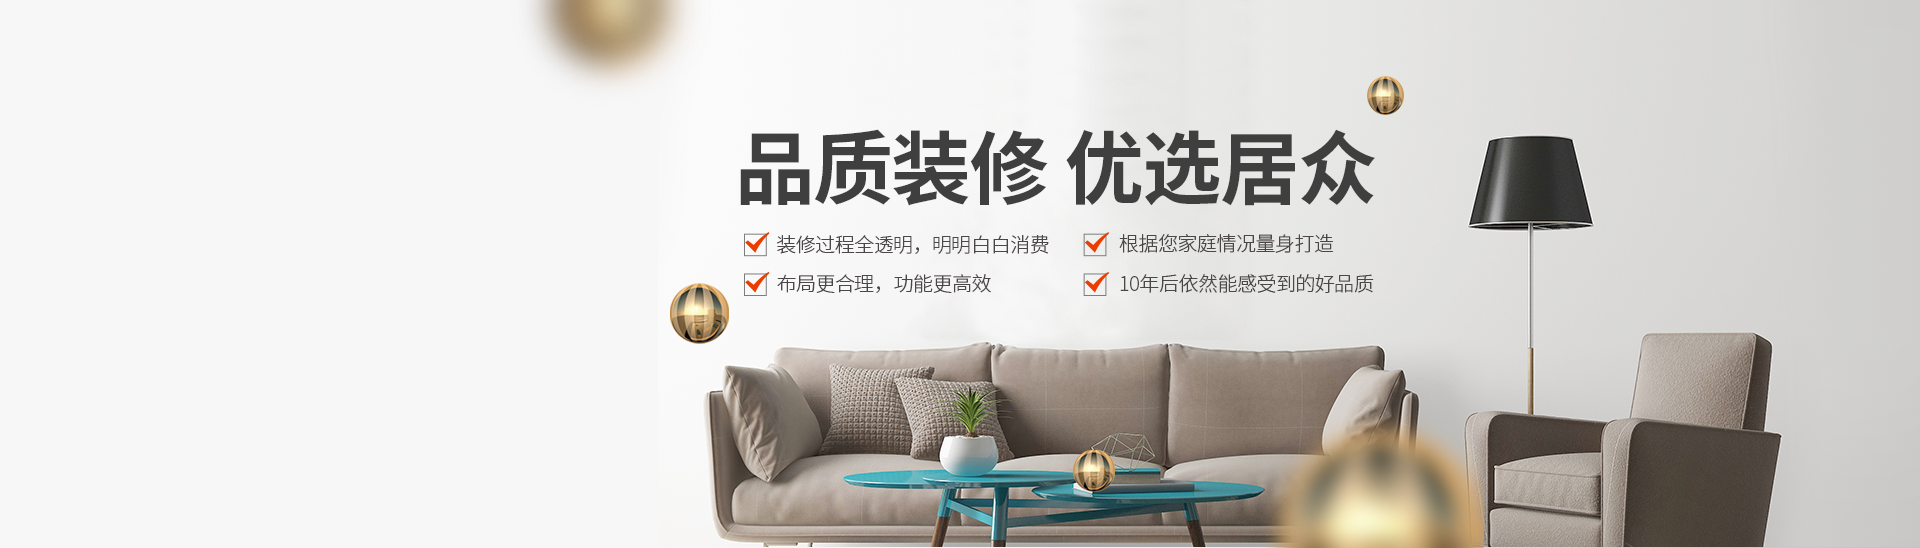 品质装修 优选居众
装修过程全透明，明明白白消费
根据您家庭情况量身打造
布局更合理，功能更高效
10年后依然能感受到的好品质